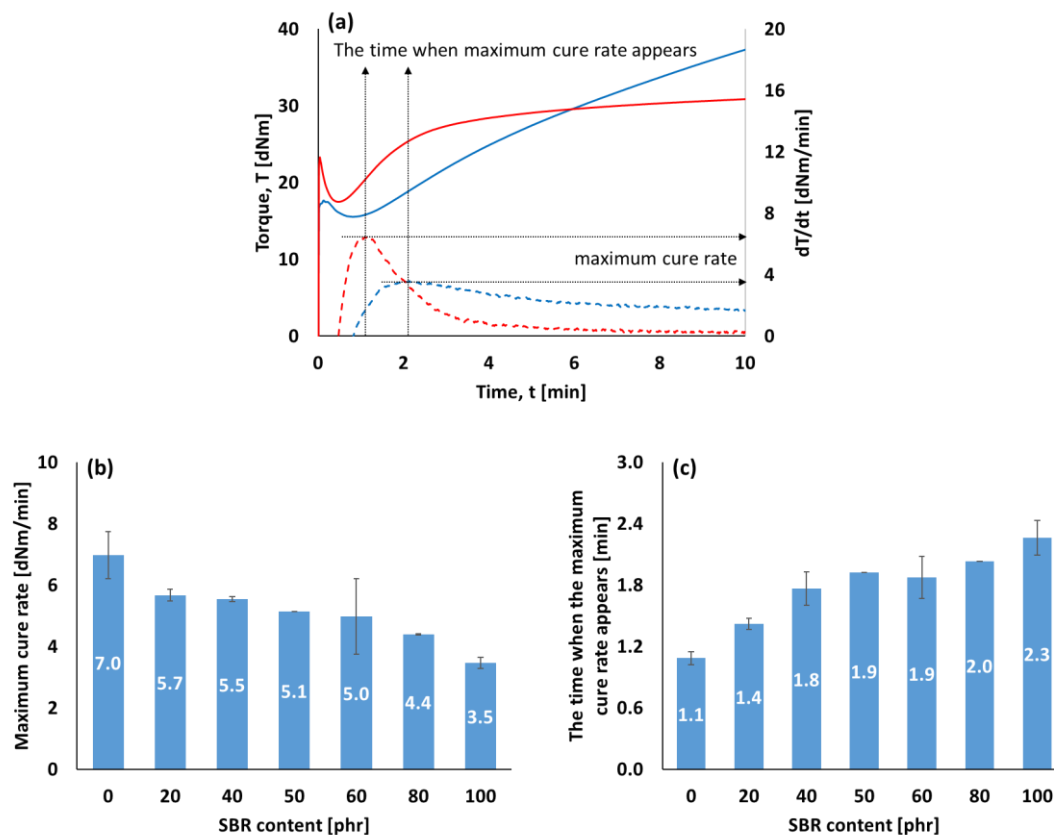 (a)
The time when maximum cure rate appears
maximum cure rate
Torque, T [dNm]
40
30
20
10
0
dT/dt [dNm/min]
20
16
12
8
4
0
0 2 4 6 8 10
Time, t [min]
(b)
Maximum cure rate [dNm/min]
10
8
6
4
2
0
7.0 5.7 5.5 5.1 5.0 4.4 3.5
0 20 40 50 60 80 100
SBR content [phr]
(c)
The time when the maximum
cure rate appears [min]
3.0
2.4
1.8
1.2
0.6
0.0
1.1 1.4 1.8 1.9 1.9 2.0 2.3
0 20 40 50 60 80 100
SBR content [phr]